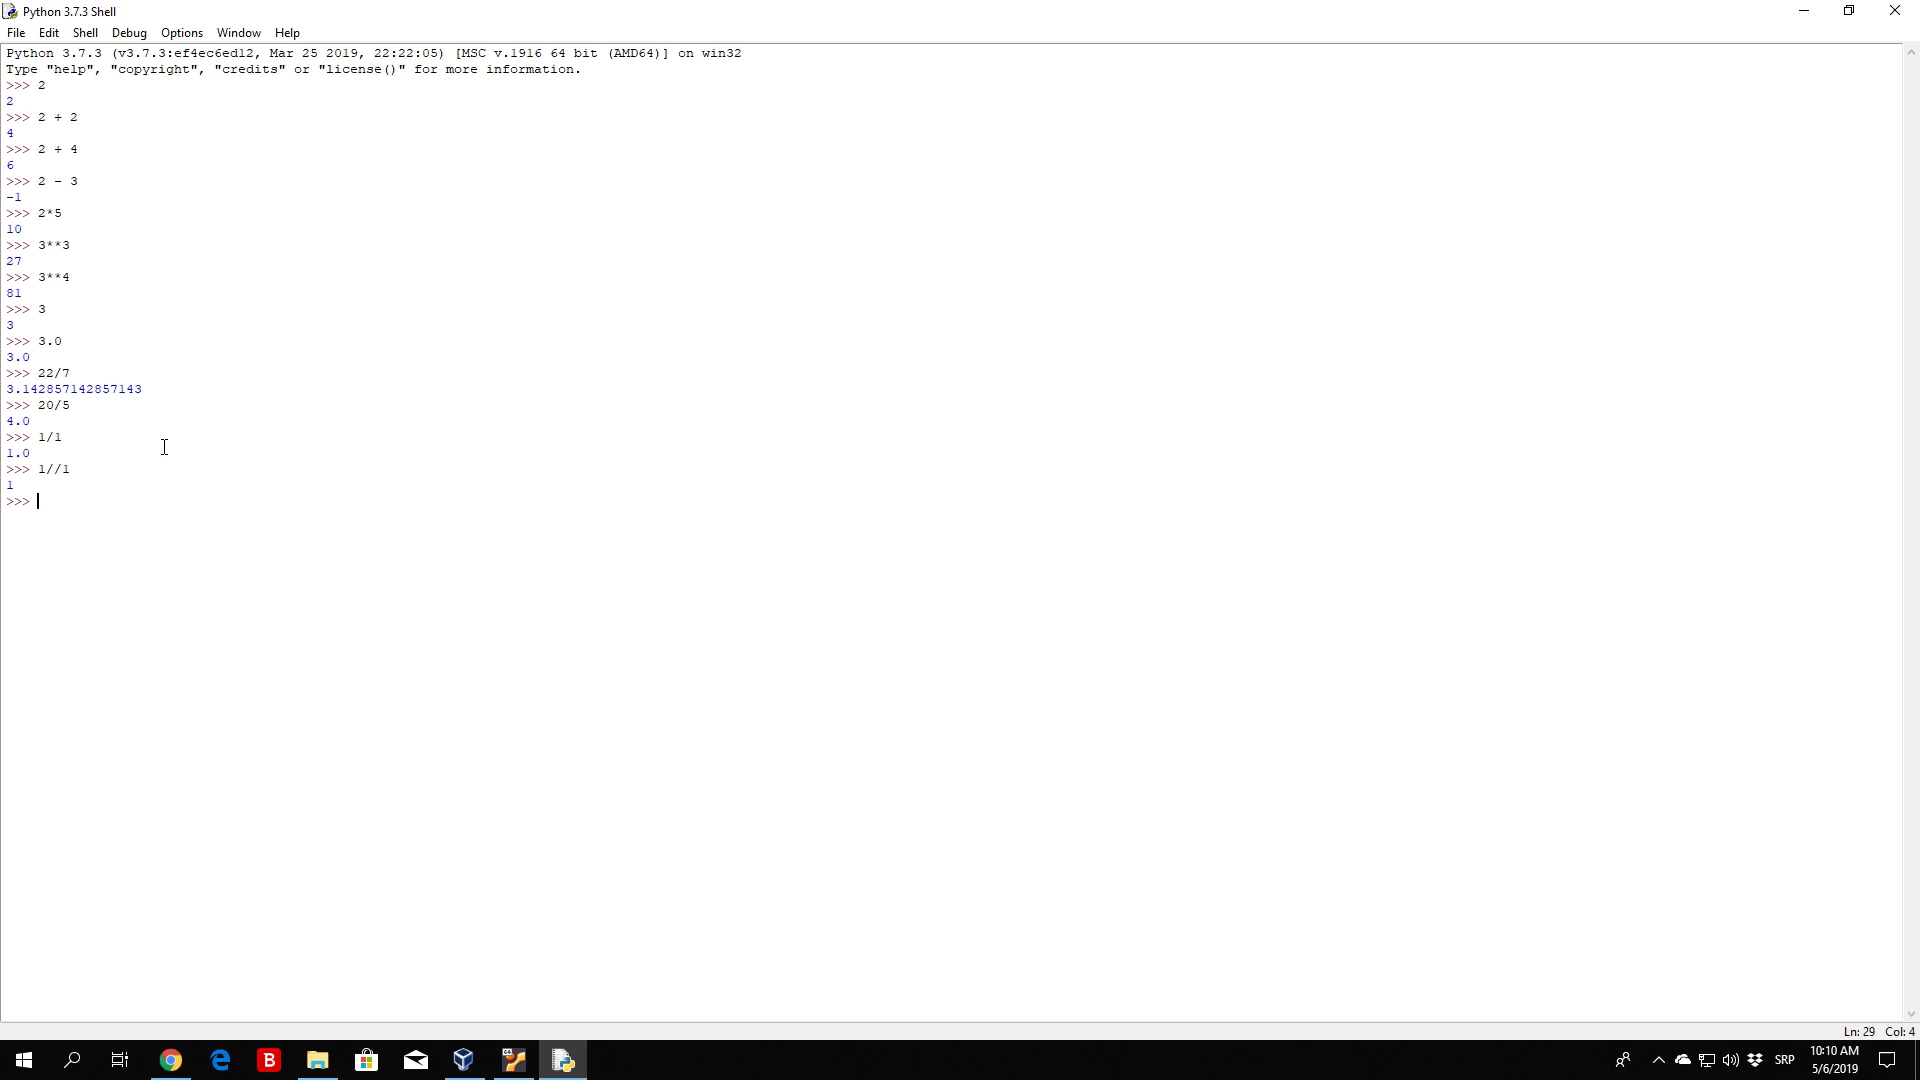 Python 3.7.3 Shell
File Edit Shell Debug Options Window Help
Python 3.7.3 (v3.7.3:ef4ec6ed12, Mar 25 2019, 22:22:05) [MSC v.1916 64 bit (AMD64)] on win32
Type "help", "copyright", "credits" or "license()" for more information.
>>> 2
2
>>> 2 + 2
4
>>> 2 + 4
6
>>> 2 - 3
-1
>>> 2*5
10
>>> 3**3
27
>>> 3**4
81
>>> 3
3
>>> 3.0
3.0
>>> 22/7
3.142857142857143
>>> 20/5
4.0
>>> 1/1
1.0
>>> 1//1
1
>>>
Ln: 29 Col: 4
B
64
SRP
10:10 AM
5/6/2019